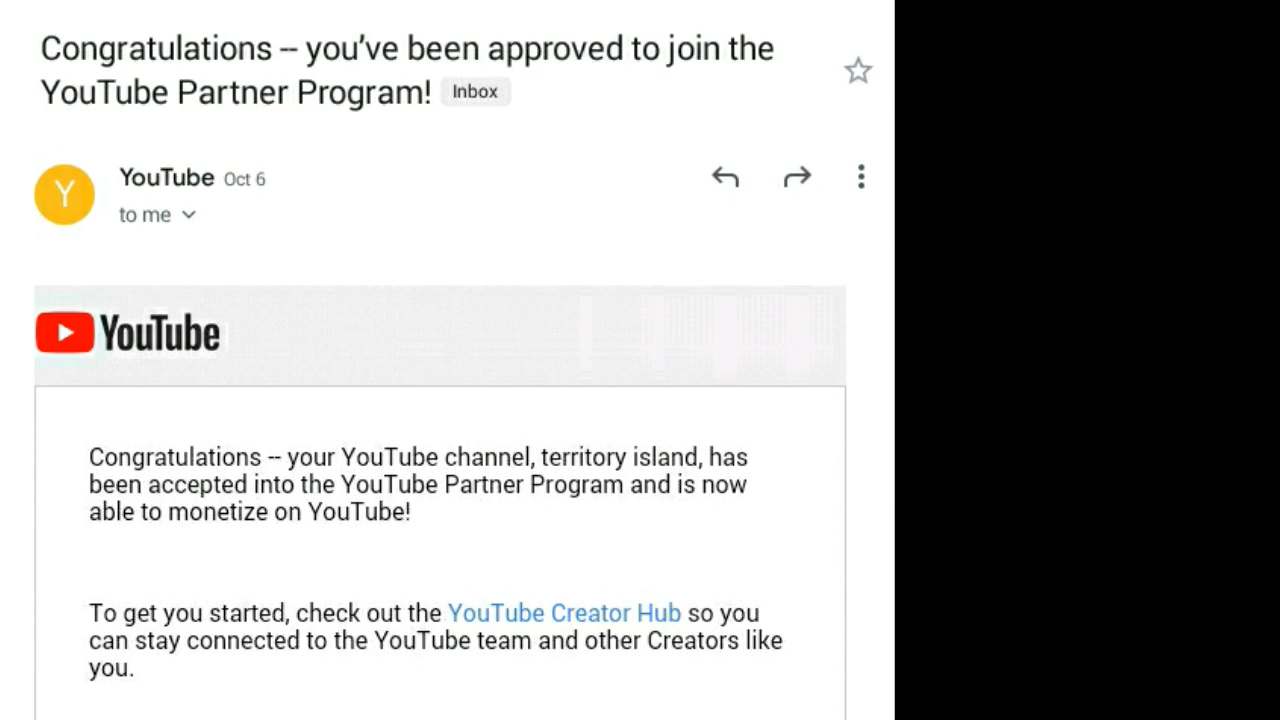 Congratulations -- you've been approved to join the
YouTube Partner Program! Inbox
Y
YouTube Oct 6
to me
YouTube
Congratulations -- your YouTube channel, territory island, has
been accepted into the YouTube Partner Program and is now
able to monetize on YouTube!
To get you started, check out the YouTube Creator Hub so you
can stay connected to the YouTube team and other Creators like
you.